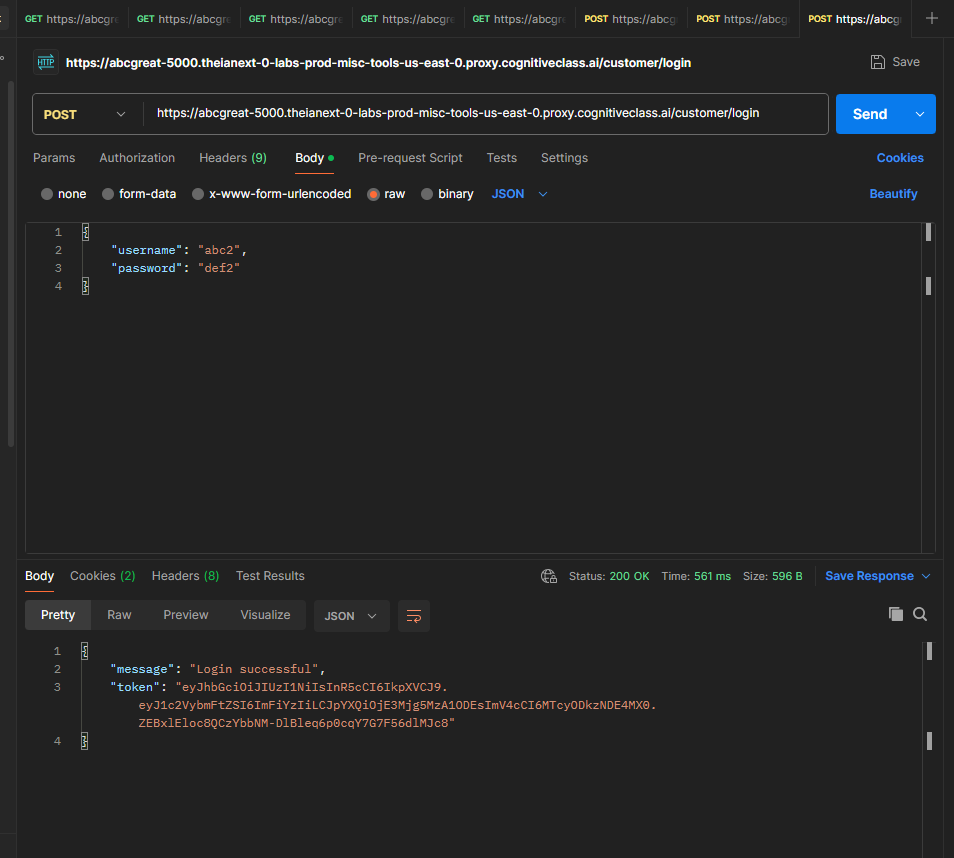 GET https://abcgre GET https://abcgre GET https://abcgre GET https://abcgre GET https://abcgre POST https://abcg POST https://abcg POST https://abcg
HTTP https://abcgreat-5000.theianext-0-labs-prod-misc-tools-us-east-0.proxy.cognitiveclass.ai/customer/login Save
POST https://abcgreat-5000.theianext-0-labs-prod-misc-tools-us-east-0.proxy.cognitiveclass.ai/customer/login Send
Params Authorization Headers (9) Body Pre-request Script Tests Settings Cookies
none form-data x-www-form-urlencoded raw binary JSON Beautify
1 {
2 "username": "abc2",
3 "password": "def2"
4 }
Body Cookies (2) Headers (8) Test Results Status: 200 OK Time: 561 ms Size: 596 B Save Response
Pretty Raw Preview Visualize JSON
1 {
2 "message": "Login successful",
3 "token": "eyJhbGciOiJIUzI1NiIsInR5cCI6IkpXVCJ9.
eyJ1c2VybmFtZSI6ImFiYzIiLCJpYXQiOjE3Mjg5MzA1ODEsImV4cCI6MTcyODkzNDE4MX0.
ZEBxlEloc8QCzYbbNM-DlBleq6p0cqY7G7F56dlMJc8"
4 }